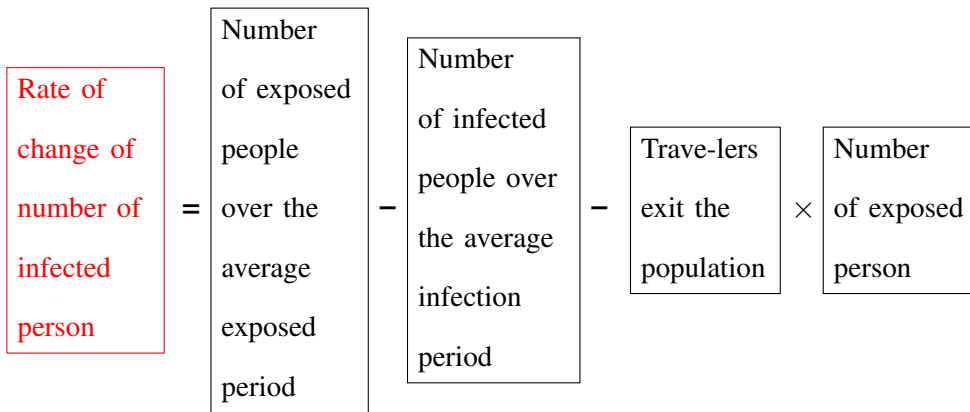 Rate of
change of
number of
infected
person
=
Number
of exposed
people
over the
average
exposed
period
−
Number
of infected
people over
the average
infection
period
−
Trave-lers
exit the
population
×
Number
of exposed
person